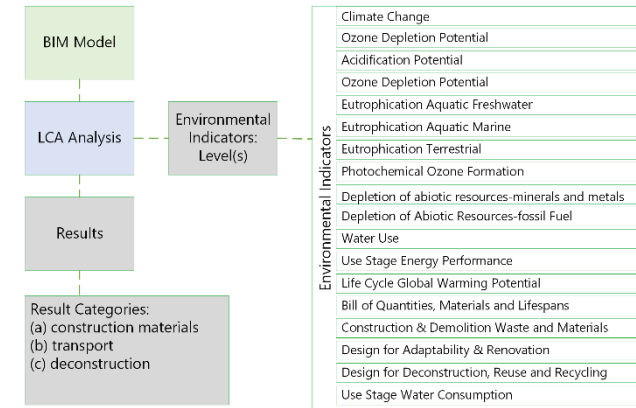 BIM Model
LCA Analysis
Environmental
Indicators:
Level(s)
Results
Result Categories:
(a) construction materials
(b) transport
(c) deconstruction
Environmental Indicators
Climate Change
Ozone Depletion Potential
Acidification Potential
Ozone Depletion Potential
Eutrophication Aquatic Freshwater
Eutrophication Aquatic Marine
Eutrophication Terrestrial
Photochemical Ozone Formation
Depletion of abiotic resources-minerals and metals
Depletion of Abiotic Resources-fossil Fuel
Water Use
Use Stage Energy Performance
Life Cycle Global Warming Potential
Bill of Quantities, Materials and Lifespans
Construction & Demolition Waste and Materials
Design for Adaptability & Renovation
Design for Deconstruction, Reuse and Recycling
Use Stage Water Consumption